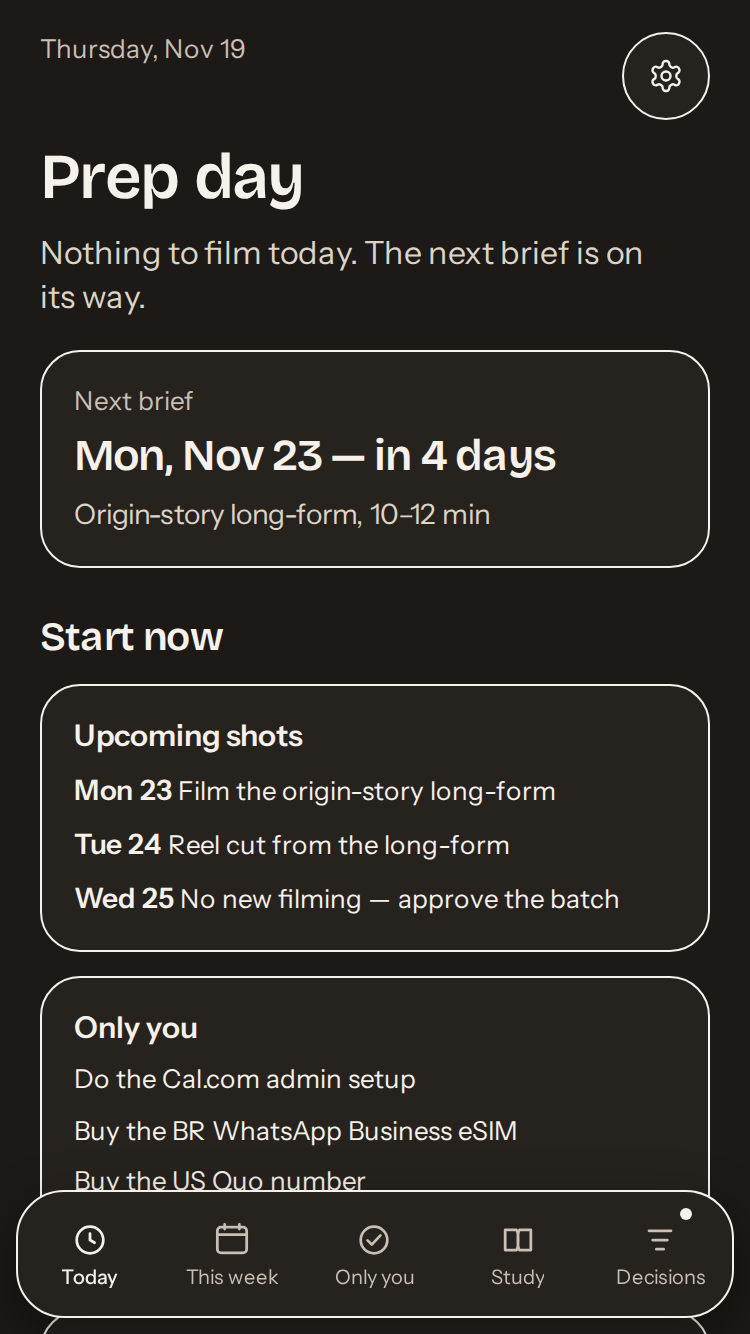 Thursday, Nov 19
Prep day
Nothing to film today. The next brief is on
its way.
Next brief
Mon, Nov 23 — in 4 days
Origin-story long-form, 10–12 min
Start now
Upcoming shots
Mon 23 Film the origin-story long-form
Tue 24 Reel cut from the long-form
Wed 25 No new filming — approve the batch
Only you
Do the Cal.com admin setup
Buy the BR WhatsApp Business eSIM
Buy the US Quo number
Today
This week
Only you
Study
Decisions